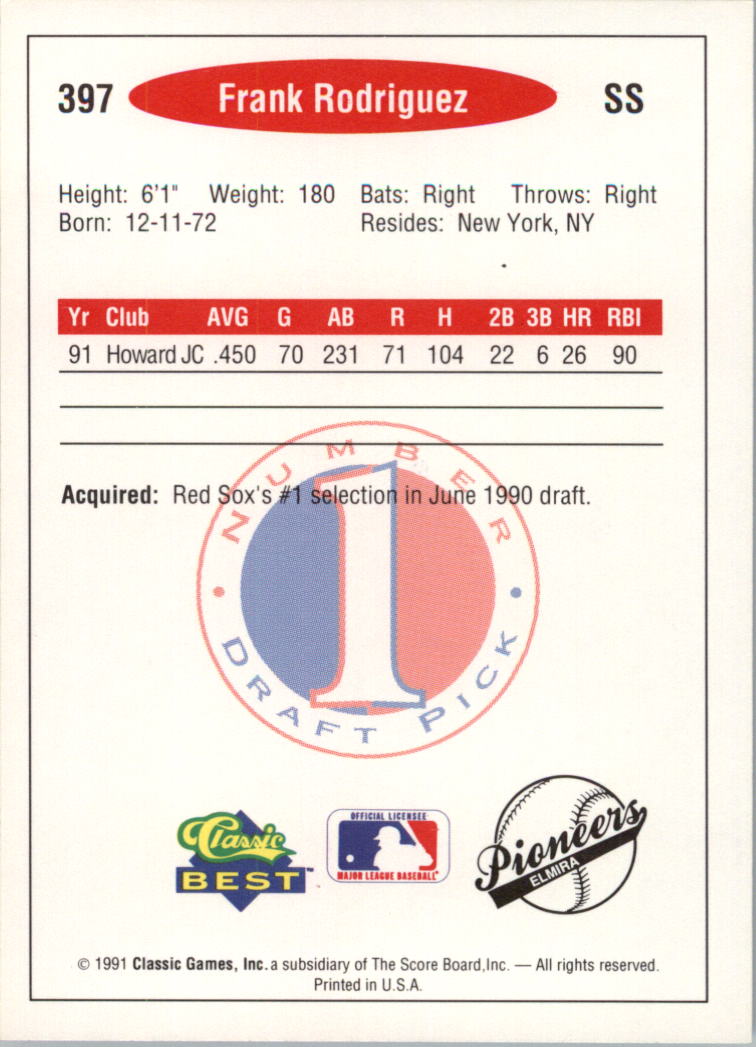 397 Frank Rodriguez SS
Height: 6'1" Weight: 180 Bats: Right Throws: Right
Born: 12-11-72 Resides: New York, NY
Yr Club AVG G AB R H 2B 3B HR RBI
91 Howard JC .450 70 231 71 104 22 6 26 90
Acquired: Red Sox's #1 selection in June 1990 draft.
NUMBER
1
DRAFT PICK
Classic
BEST™
OFFICIAL LICENSEE
MAJOR LEAGUE BASEBALL®
Pioneers
ELMIRA
© 1991 Classic Games, Inc. a subsidiary of The Score Board,Inc. — All rights reserved.
Printed in U.S.A.